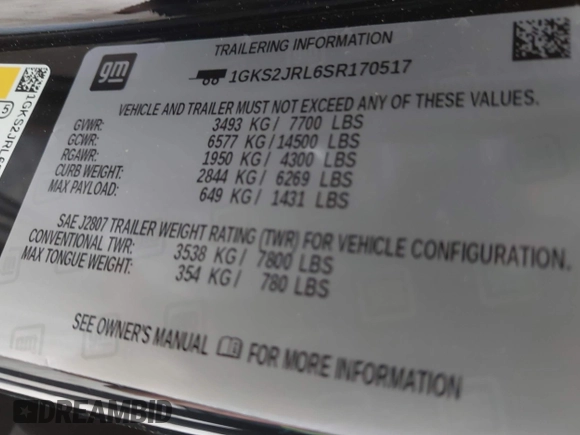 gm
TRAILERING INFORMATION
1GKS2JRL6SR170517
VEHICLE AND TRAILER MUST NOT EXCEED ANY OF THESE VALUES.
GVWR: 3493 KG/ 7700 LBS
GCWR: 6577 KG/14500 LBS
RGAWR: 1950 KG/ 4300 LBS
CURB WEIGHT: 2844 KG/ 6269 LBS
MAX PAYLOAD: 649 KG/ 1431 LBS
SAE J2807 TRAILER WEIGHT RATING (TWR) FOR VEHICLE CONFIGURATION.
CONVENTIONAL TWR: 3538 KG/ 7800 LBS
MAX TONGUE WEIGHT: 354 KG/ 780 LBS
SEE OWNER'S MANUAL FOR MORE INFORMATION
DREAMBID